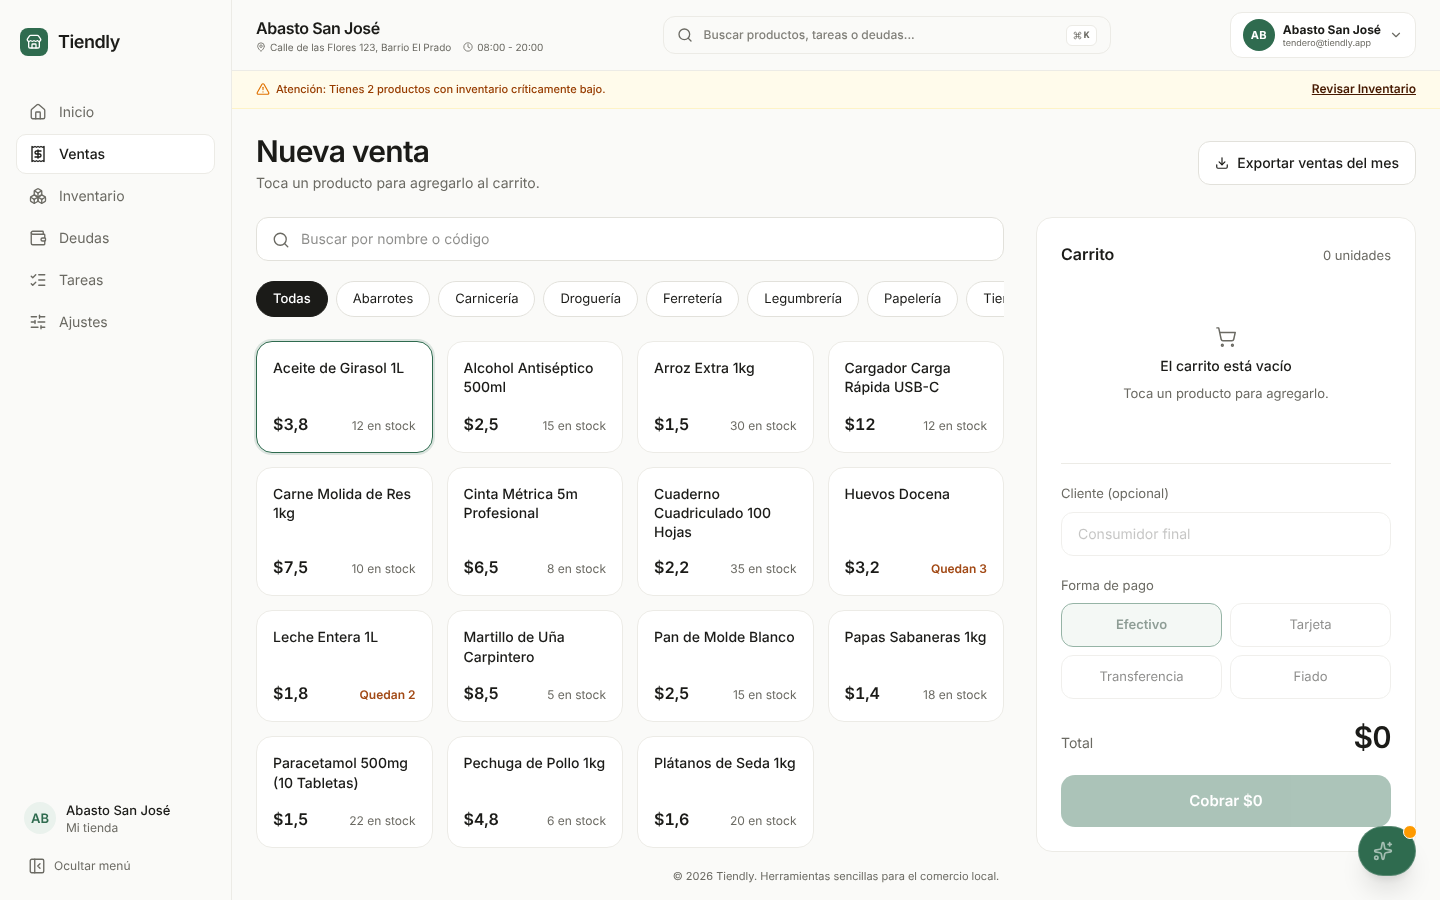 Tiendly
Inicio
Ventas
Inventario
Deudas
Tareas
Ajustes
AB
Abasto San José
Mi tienda
Ocultar menú
Abasto San José
Calle de las Flores 123, Barrio El Prado
08:00 - 20:00
Buscar productos, tareas o deudas...
⌘K
AB
Abasto San José
tendero@tiendly.app
Atención: Tienes 2 productos con inventario críticamente bajo.
Revisar Inventario
Nueva venta
Toca un producto para agregarlo al carrito.
Exportar ventas del mes
Buscar por nombre o código
Todas
Abarrotes
Carnicería
Droguería
Ferretería
Legumbrería
Papelería
Tien
Aceite de Girasol 1L
$3,8
12 en stock
Alcohol Antiséptico
500ml
$2,5
15 en stock
Arroz Extra 1kg
$1,5
30 en stock
Cargador Carga
Rápida USB-C
$12
12 en stock
Carne Molida de Res
1kg
$7,5
10 en stock
Cinta Métrica 5m
Profesional
$6,5
8 en stock
Cuaderno
Cuadriculado 100
Hojas
$2,2
35 en stock
Huevos Docena
$3,2
Quedan 3
Leche Entera 1L
$1,8
Quedan 2
Martillo de Uña
Carpintero
$8,5
5 en stock
Pan de Molde Blanco
$2,5
15 en stock
Papas Sabaneras 1kg
$1,4
18 en stock
Paracetamol 500mg
(10 Tabletas)
$1,5
22 en stock
Pechuga de Pollo 1kg
$4,8
6 en stock
Plátanos de Seda 1kg
$1,6
20 en stock
Carrito
0 unidades
El carrito está vacío
Toca un producto para agregarlo.
Cliente (opcional)
Consumidor final
Forma de pago
Efectivo
Tarjeta
Transferencia
Fiado
Total
$0
Cobrar $0
© 2026 Tiendly. Herramientas sencillas para el comercio local.